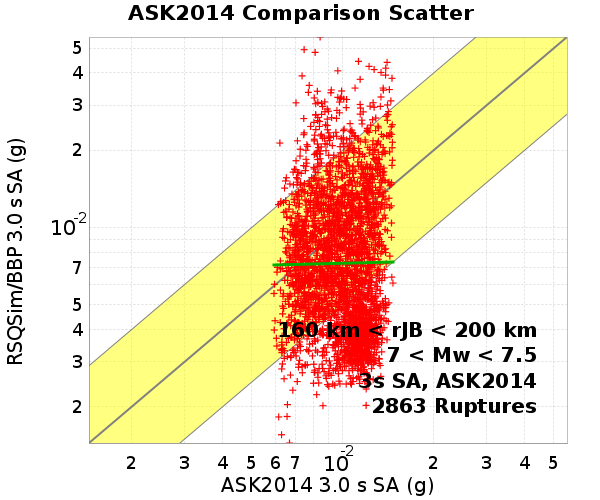 ASK2014 Comparison Scatter
RSQSim/BBP 3.0 s SA (g)
5
4
3
2
10-2
7
5
4
3
2
160 km < rJB < 200 km
7 < Mw < 7.5
3s SA, ASK2014
2863 Ruptures
2 3 4 5 6 7 10-2 2 3 4 5
ASK2014 3.0 s SA (g)